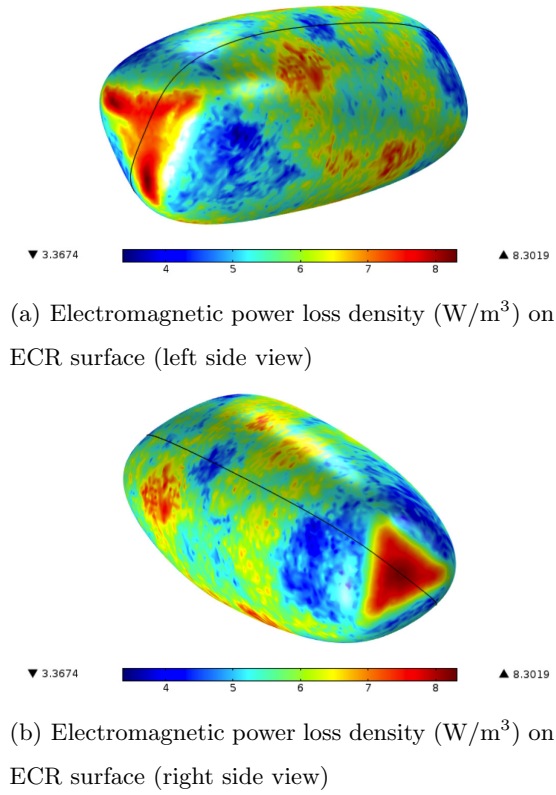 ▼ 3.3674 4 5 6 7 8 ▲ 8.3019
(a) Electromagnetic power loss density (W/m³) on
ECR surface (left side view)
▼ 3.3674 4 5 6 7 8 ▲ 8.3019
(b) Electromagnetic power loss density (W/m³) on
ECR surface (right side view)